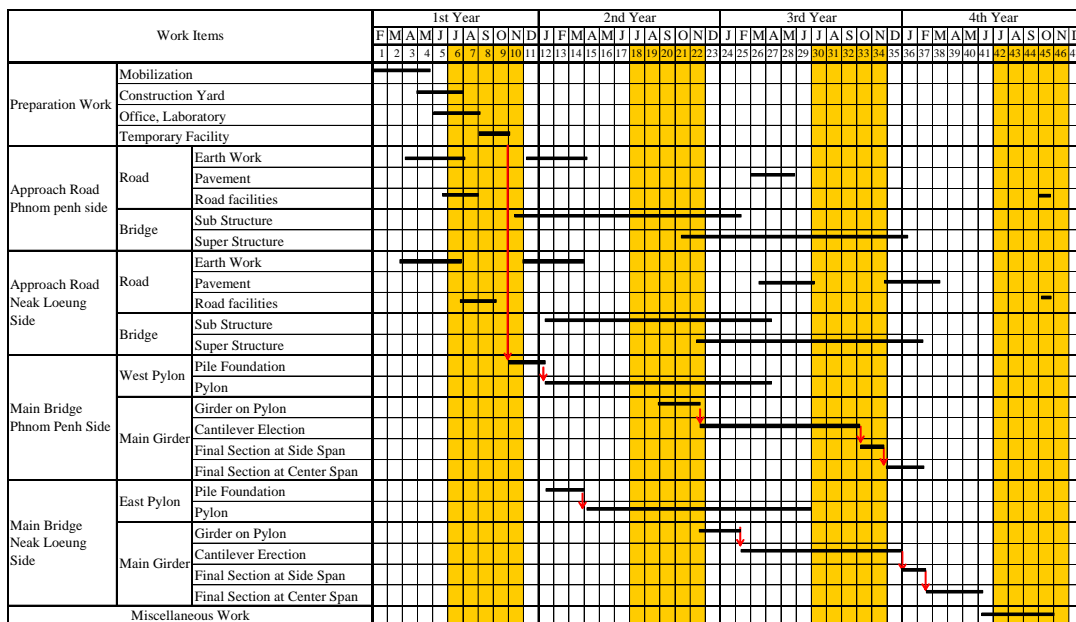 Work Items
1st Year 2nd Year 3rd Year 4th Year
F M A M J J A S O N D J F M A M J J A S O N D J F M A M J J A S O N D J F M A M J J A S O N
1 2 3 4 5 6 7 8 9 10 11 12 13 14 15 16 17 18 19 20 21 22 23 24 25 26 27 28 29 30 31 32 33 34 35 36 37 38 39 40 41 42 43 44 45 46
Preparation Work
Mobilization
Construction Yard
Office, Laboratory
Temporary Facility
Approach Road
Phnom penh side
Road
Earth Work
Pavement
Road facilities
Bridge
Sub Structure
Super Structure
Approach Road
Neak Loeung
Side
Road
Earth Work
Pavement
Road facilities
Bridge
Sub Structure
Super Structure
Main Bridge
Phnom Penh Side
West Pylon
Pile Foundation
Pylon
Main Girder
Girder on Pylon
Cantilever Election
Final Section at Side Span
Final Section at Center Span
Main Bridge
Neak Loeung
Side
East Pylon
Pile Foundation
Pylon
Main Girder
Girder on Pylon
Cantilever Erection
Final Section at Side Span
Final Section at Center Span
Miscellaneous Work